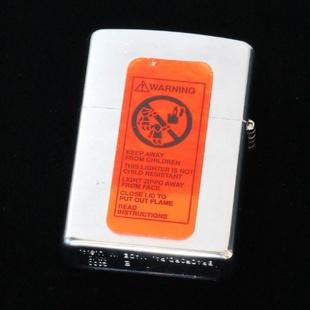 WARNING
KEEP AWAY
FROM CHILDREN
THIS LIGHTER IS NOT
CHILD RESISTANT
LIGHT ZIPPO AWAY
FROM FACE
CLOSE LID TO
PUT OUT FLAME
READ
INSTRUCTIONS